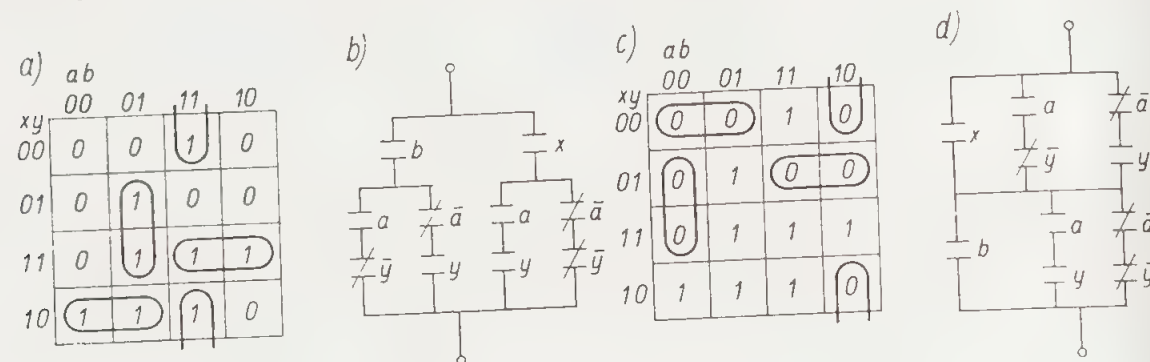 a)
ab
00 01 11 10
xy
00 0 0 1 0
01 0 1 0 0
11 0 1 1 1
10 1 1 1 0
b)
b x
a ā a ā
ȳ y y ȳ
c)
ab
00 01 11 10
xy
00 0 0 1 0
01 0 1 0 0
11 0 1 1 1
10 1 1 1 0
d)
x a ā
ȳ y
b a ā
y ȳ